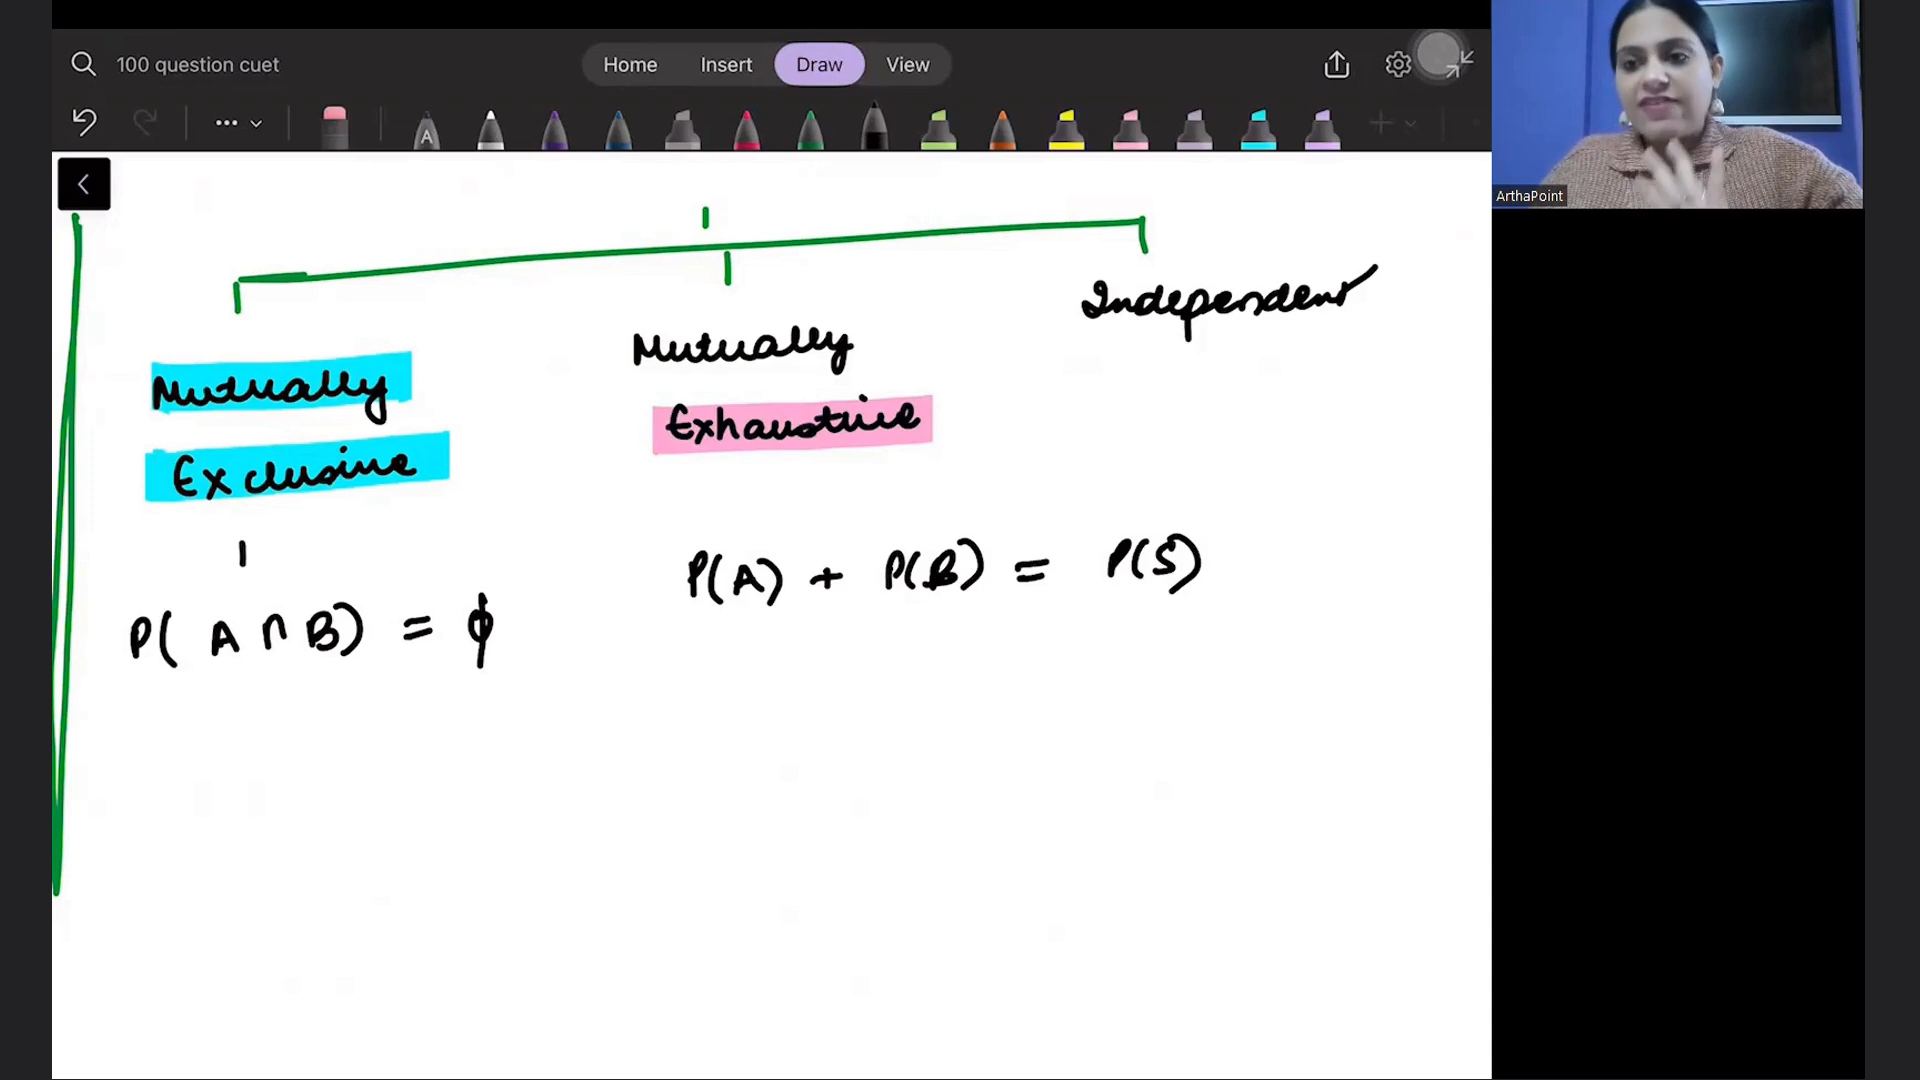 100 question cuet
Home Insert Draw View
A
ArthaPoint
Independent
Mutually
Exhaustive
Mutually
Exclusive
P(A) + P(B) = P(S)
P( A ∩ B) = ϕ